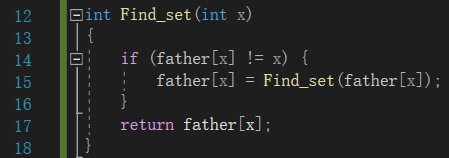 12 int Find_set(int x)
13 {
14 if (father[x] != x) {
15 father[x] = Find_set(father[x]);
16 }
17 return father[x];
18 }